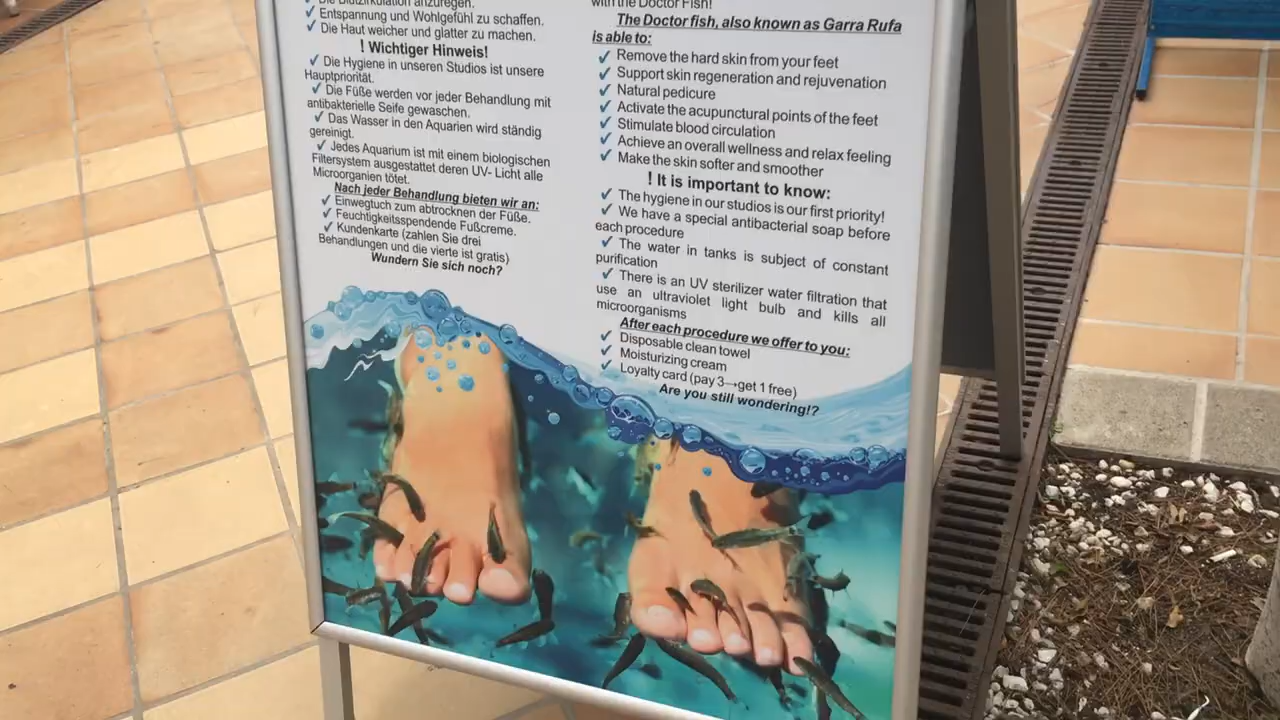 Die Blutzirkulation anzuregen.
✓ Entspannung und Wohlgefühl zu schaffen.
✓ Die Haut weicher und glatter zu machen.
! Wichtiger Hinweis!
✓ Die Hygiene in unseren Studios ist unsere
Hauptpriorität.
✓ Die Füße werden vor jeder Behandlung mit
antibakterielle Seife gewaschen.
✓ Das Wasser in den Aquarien wird ständig
gereinigt.
✓ Jedes Aquarium ist mit einem biologischen
Filtersystem ausgestattet deren UV- Licht alle
Microorganien tötet.
Nach jeder Behandlung bieten wir an:
✓ Einwegtuch zum abtrocknen der Füße.
✓ Feuchtigkeitsspendende Fußcreme.
✓ Kundenkarte (zahlen Sie drei
Behandlungen und die vierte ist gratis)
Wundern Sie sich noch?
with the Doctor Fish!
The Doctor fish, also known as Garra Rufa
is able to:
✓ Remove the hard skin from your feet
✓ Support skin regeneration and rejuvenation
✓ Natural pedicure
✓ Activate the acupunctural points of the feet
✓ Stimulate blood circulation
✓ Achieve an overall wellness and relax feeling
✓ Make the skin softer and smoother
! It is important to know:
✓ The hygiene in our studios is our first priority!
✓ We have a special antibacterial soap before
each procedure
✓ The water in tanks is subject of constant
purification
✓ There is an UV sterilizer water filtration that
use an ultraviolet light bulb and kills all
microorganisms
After each procedure we offer to you:
✓ Disposable clean towel
✓ Moisturizing cream
✓ Loyalty card (pay 3→get 1 free)
Are you still wondering!?